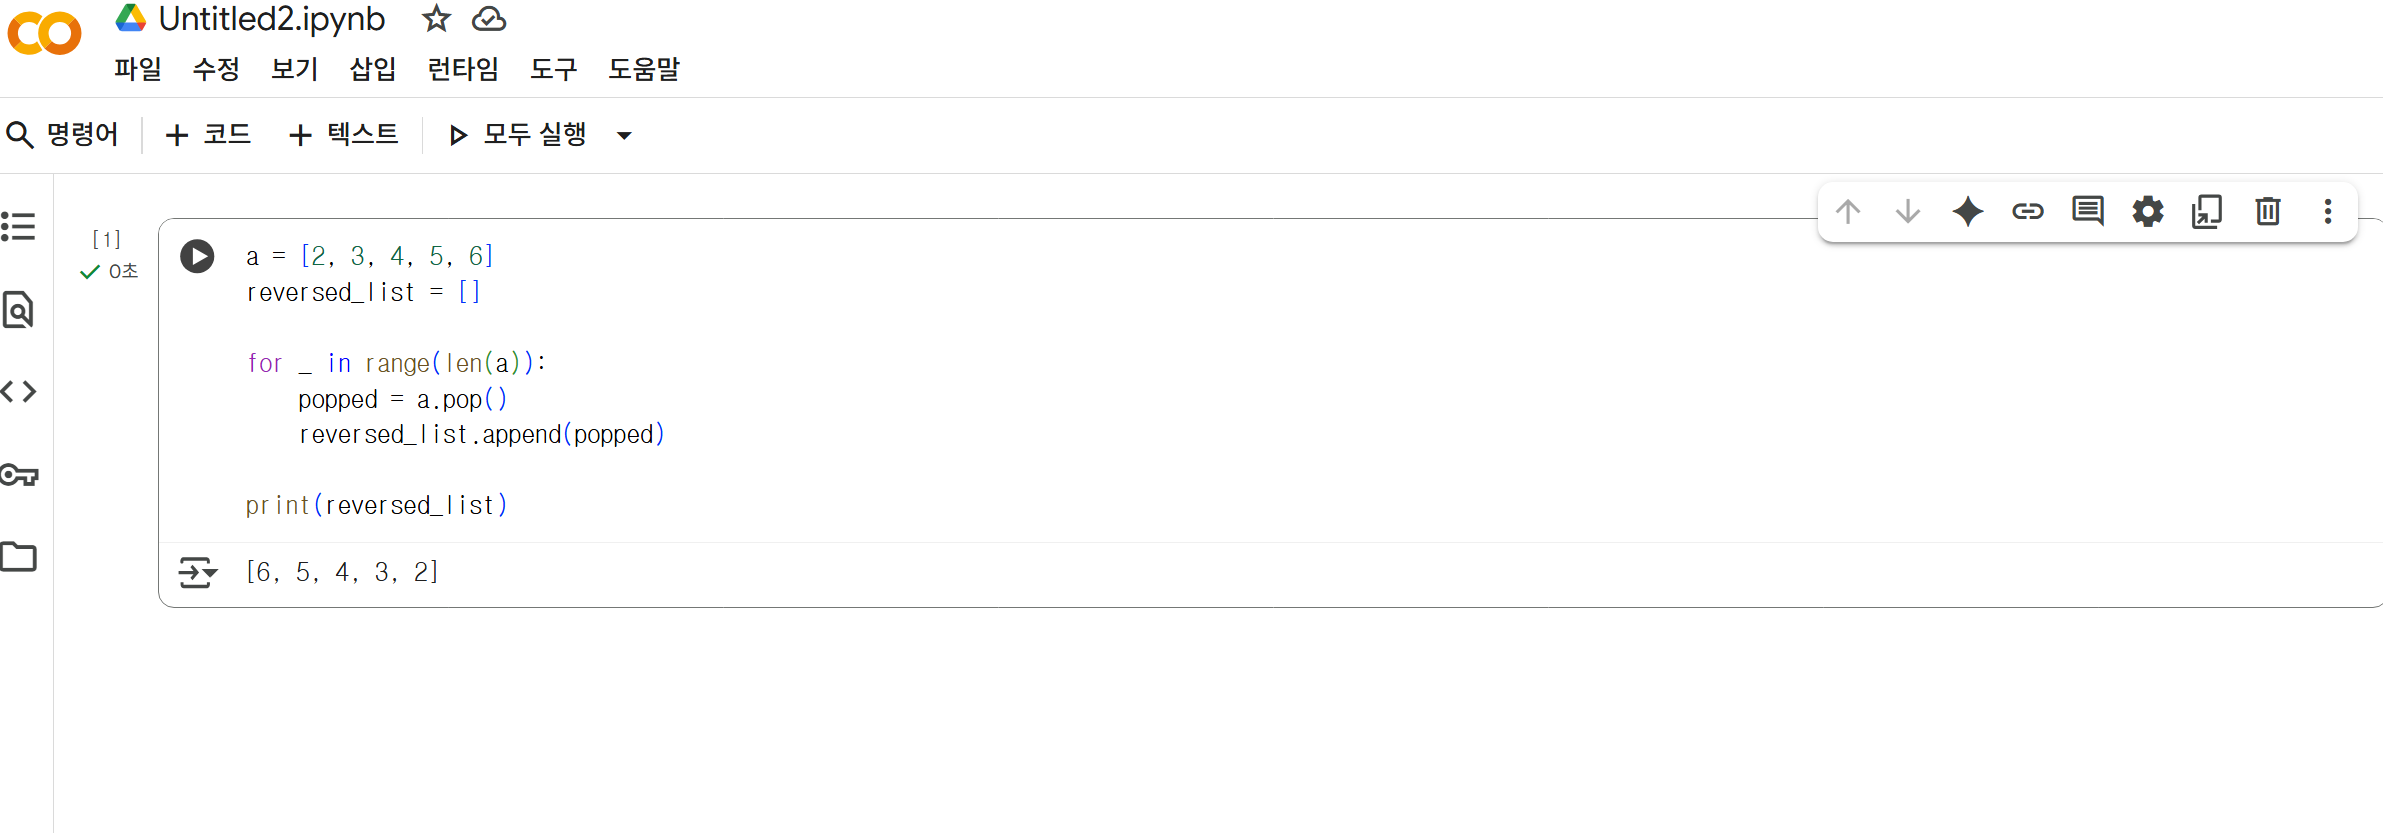 Untitled2.ipynb
파일 수정 보기 삽입 런타임 도구 도움말
명령어 + 코드 + 텍스트 모두 실행
[1]
0초
a = [2, 3, 4, 5, 6]
reversed_list = []
for _ in range(len(a)):
    popped = a.pop()
    reversed_list.append(popped)
print(reversed_list)
[6, 5, 4, 3, 2]